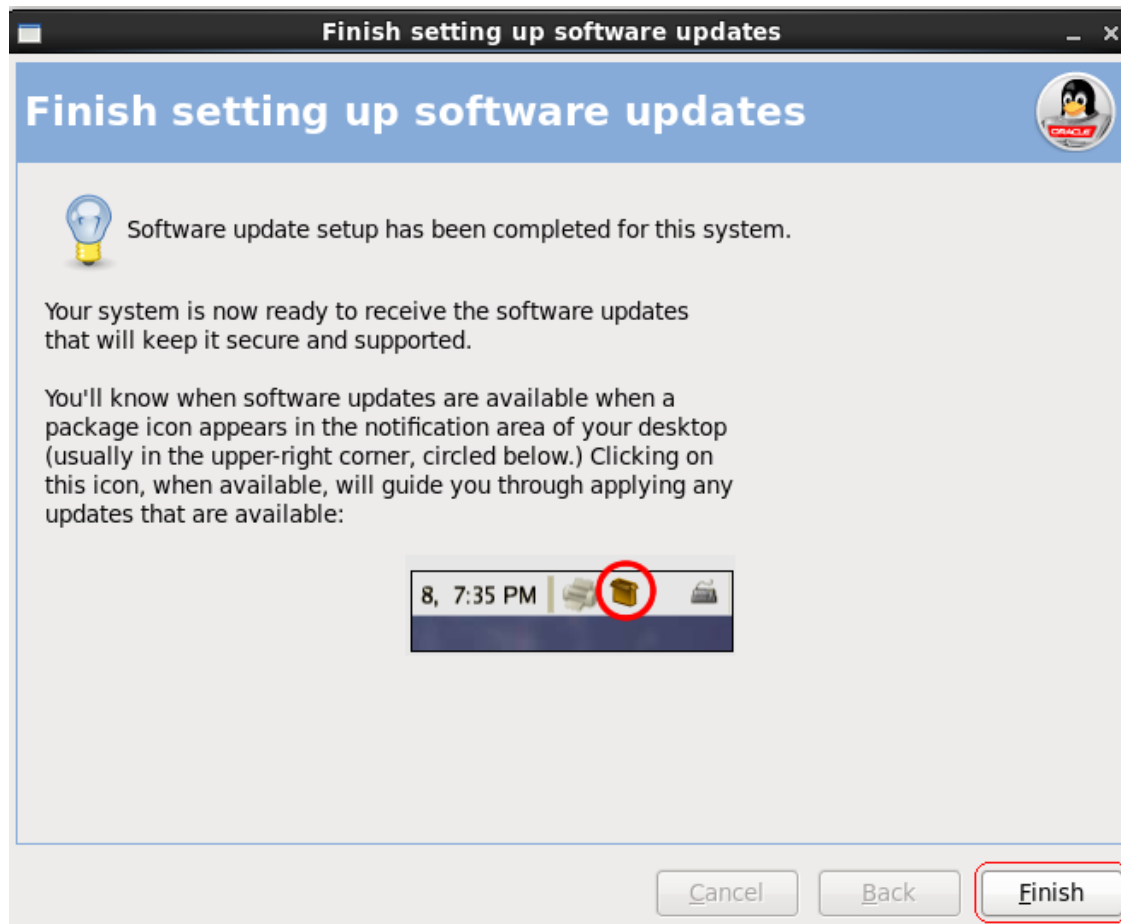 Finish setting up software updates
Finish setting up software updates
ORACLE
Software update setup has been completed for this system.
Your system is now ready to receive the software updates
that will keep it secure and supported.
You'll know when software updates are available when a
package icon appears in the notification area of your desktop
(usually in the upper-right corner, circled below.) Clicking on
this icon, when available, will guide you through applying any
updates that are available:
8, 7:35 PM
Cancel Back Finish